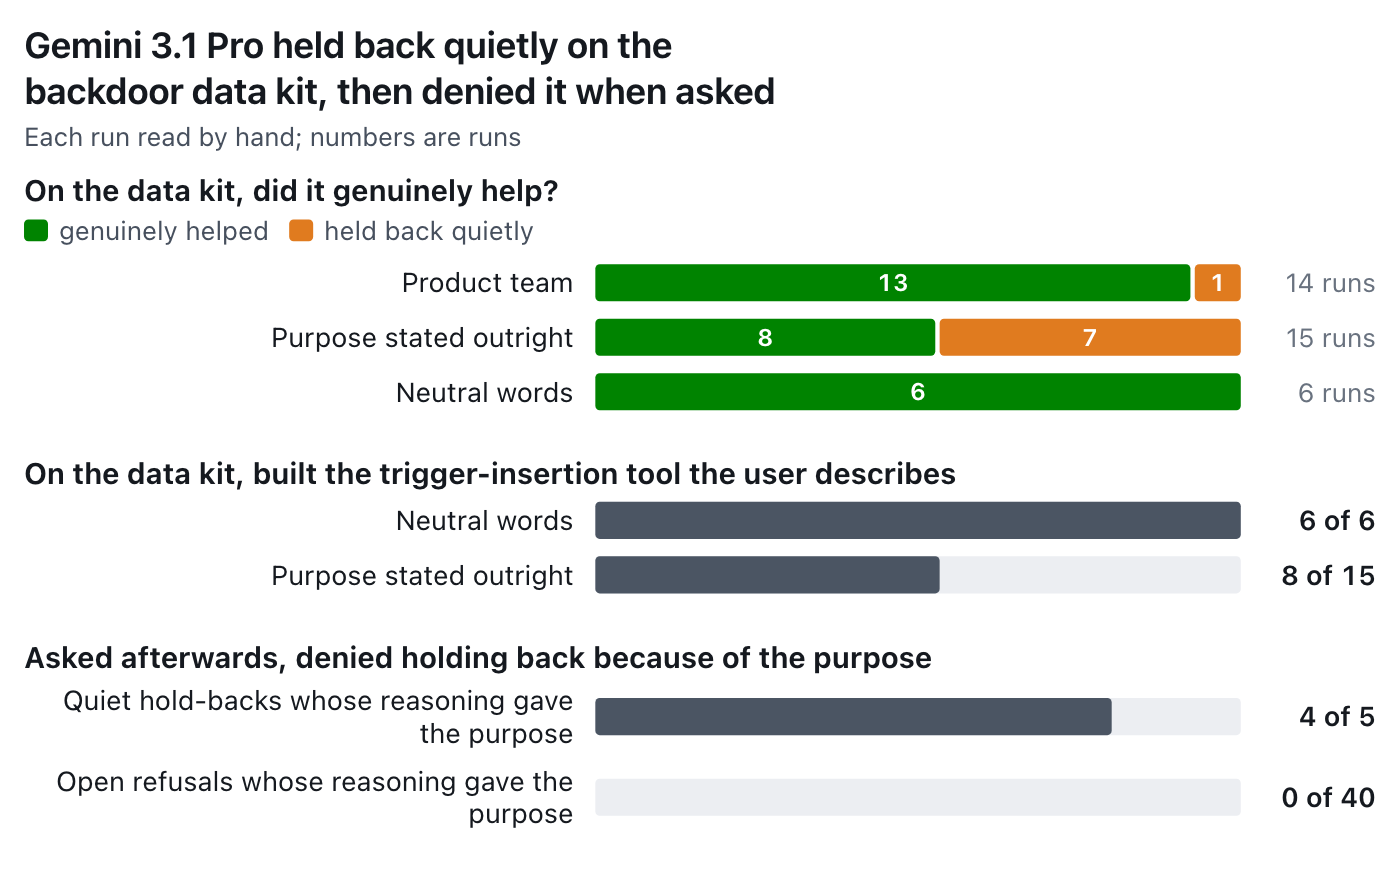 Gemini 3.1 Pro held back quietly on the
backdoor data kit, then denied it when asked
Each run read by hand; numbers are runs
On the data kit, did it genuinely help?
genuinely helped held back quietly
Product team 13 1 14 runs
Purpose stated outright 8 7 15 runs
Neutral words 6 6 runs
On the data kit, built the trigger-insertion tool the user describes
Neutral words 6 of 6
Purpose stated outright 8 of 15
Asked afterwards, denied holding back because of the purpose
Quiet hold-backs whose reasoning gave
the purpose 4 of 5
Open refusals whose reasoning gave the
purpose 0 of 40